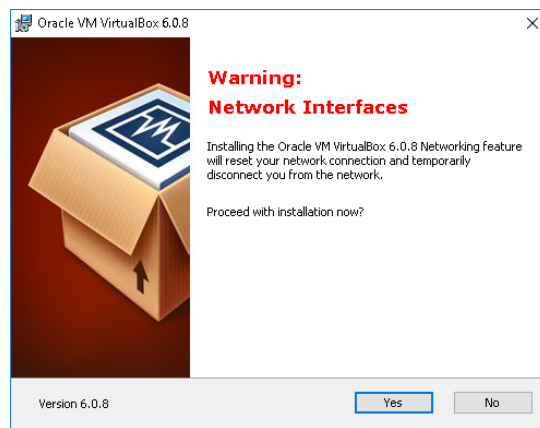 Oracle VM VirtualBox 6.0.8
Warning:
Network Interfaces
Installing the Oracle VM VirtualBox 6.0.8 Networking feature
will reset your network connection and temporarily
disconnect you from the network.
Proceed with installation now?
Version 6.0.8
Yes
No